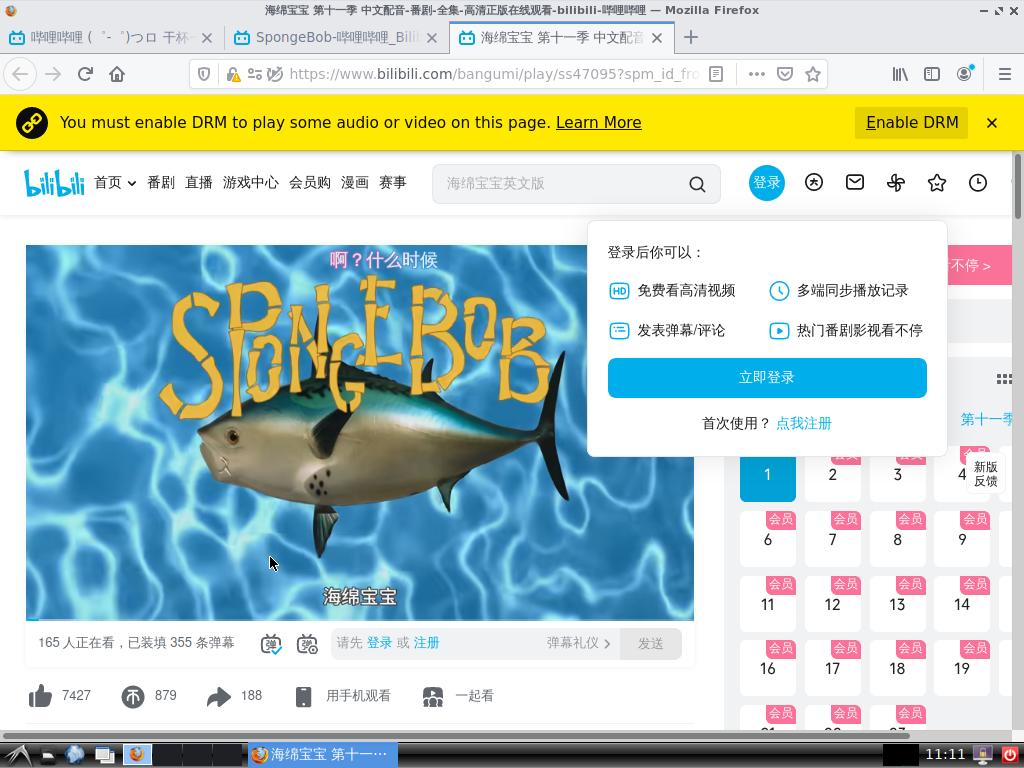 海绵宝宝 第十一季 中文配音-番剧-全集-高清正版在线观看-bilibili-哔哩哔哩 — Mozilla Firefox
哔哩哔哩 ( ゜- ゜)つロ 干杯~
SpongeBob-哔哩哔哩_Bili
海绵宝宝 第十一季 中文配音
https://www.bilibili.com/bangumi/play/ss47095?spm_id_fro
You must enable DRM to play some audio or video on this page. Learn More
Enable DRM
bilibili
首页
番剧
直播
游戏中心
会员购
漫画
赛事
海绵宝宝英文版
登录
啊？什么时候
SPONGEBOB
海绵宝宝
登录后你可以：
免费看高清视频
多端同步播放记录
发表弹幕/评论
热门番剧影视看不停
立即登录
首次使用？ 点我注册
不停 >
第十一季
1
2 会员
3 会员
4 会员
新版
反馈
6 会员
7 会员
8 会员
9 会员
11 会员
12 会员
13 会员
14 会员
16 会员
17 会员
18 会员
19 会员
会员
会员
会员
165 人正在看，已装填 355 条弹幕
弹
弹
请先 登录 或 注册
弹幕礼仪 >
发送
7427
879
188
用手机观看
一起看
海绵宝宝 第十一…
11:11